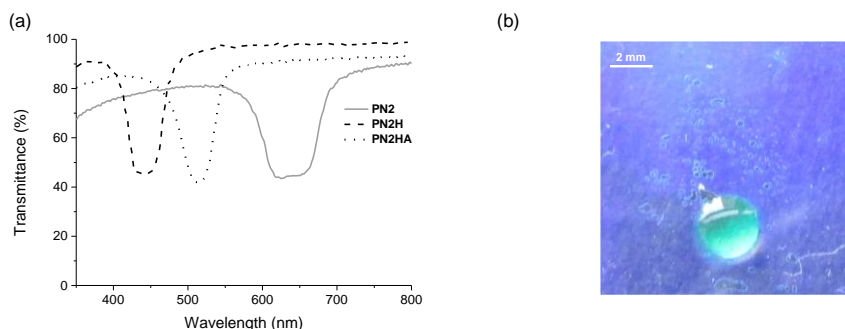 (a)
100
80
60
40
20
0
Transmittance (%)
400
500
600
700
800
Wavelength (nm)
PN2
PN2H
PN2HA
(b)
2 mm